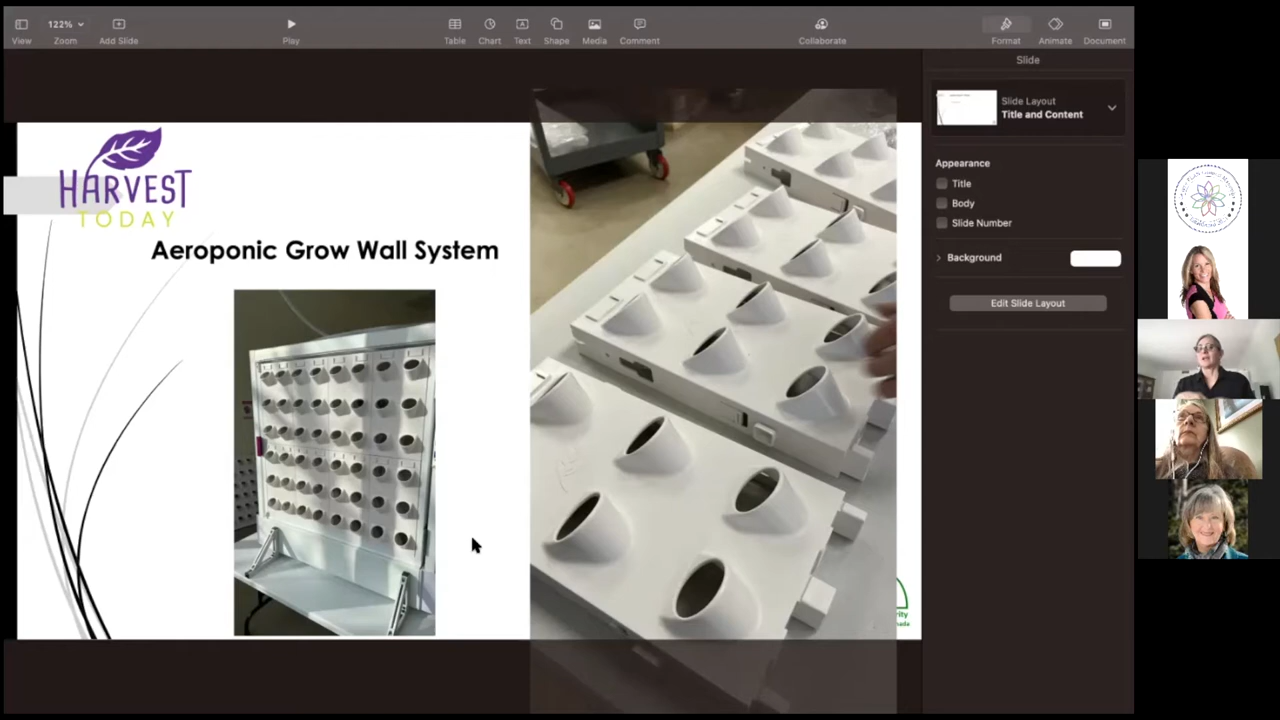 122%
View
Zoom
Add Slide
Play
Table
Chart
Text
Shape
Media
Comment
Collaborate
Format
Animate
Document
Slide
Slide Layout
Title and Content
Appearance
Title
Body
Slide Number
Background
Edit Slide Layout
HARVEST
TODAY
Aeroponic Grow Wall System